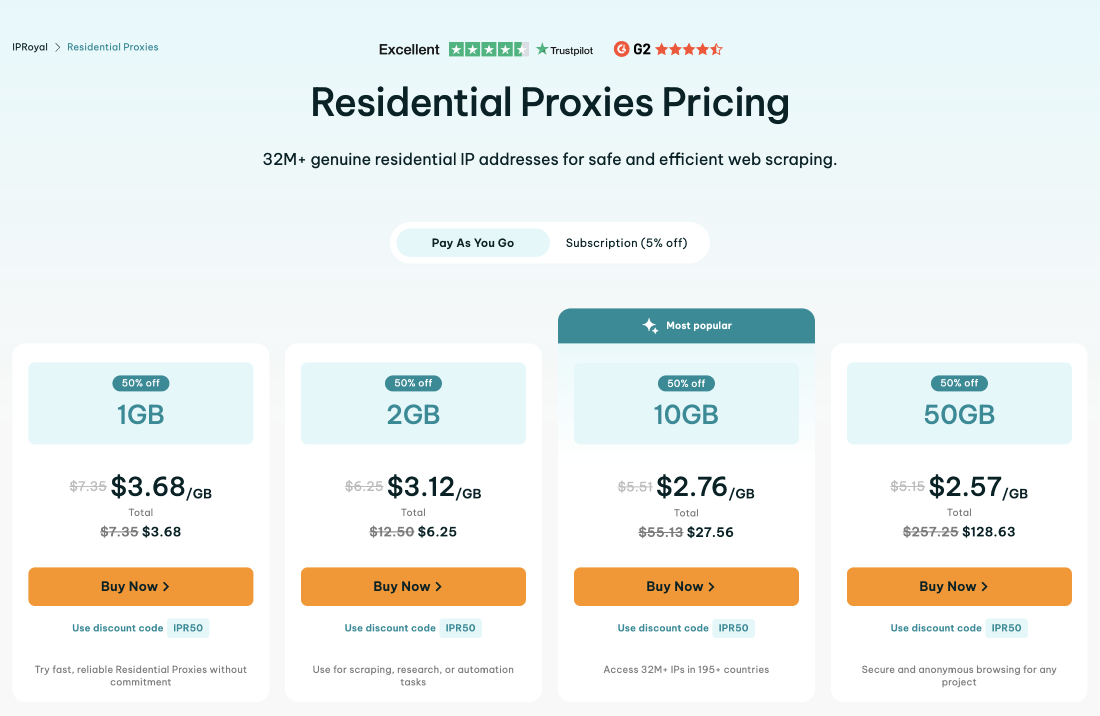 IPRoyal > Residential Proxies
Excellent Trustpilot G2
Residential Proxies Pricing
32M+ genuine residential IP addresses for safe and efficient web scraping.
Pay As You Go Subscription (5% off)
50% off
1GB
$7.35 $3.68/GB
Total
$7.35 $3.68
Buy Now >
Use discount code IPR50
Try fast, reliable Residential Proxies without
commitment
50% off
2GB
$6.25 $3.12/GB
Total
$12.50 $6.25
Buy Now >
Use discount code IPR50
Use for scraping, research, or automation
tasks
Most popular
50% off
10GB
$5.51 $2.76/GB
Total
$55.13 $27.56
Buy Now >
Use discount code IPR50
Access 32M+ IPs in 195+ countries
50% off
50GB
$5.15 $2.57/GB
Total
$257.25 $128.63
Buy Now >
Use discount code IPR50
Secure and anonymous browsing for any
project